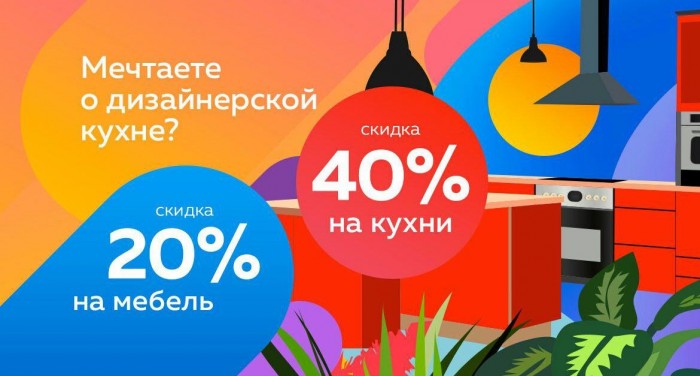 Мечтаете
о дизайнерской
кухне?
скидка
40%
на кухни
скидка
20%
на мебель